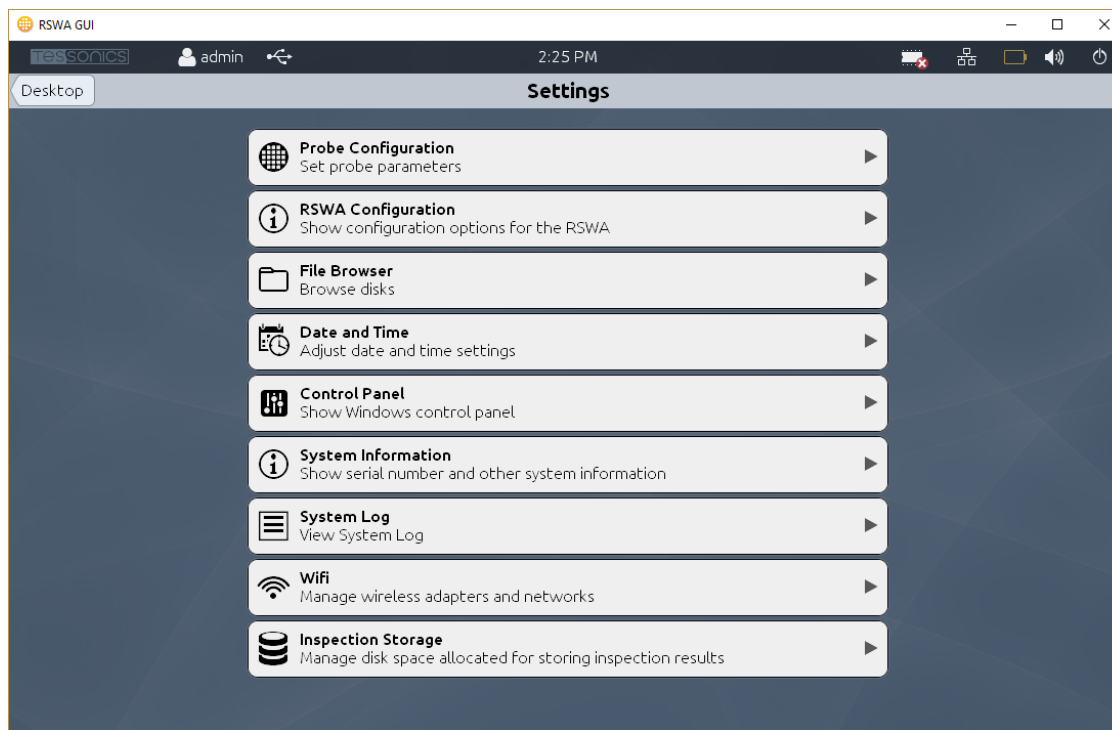 RSWA GUI
Tessonics
admin
2:25 PM
Desktop
Settings
Probe Configuration
Set probe parameters
RSWA Configuration
Show configuration options for the RSWA
File Browser
Browse disks
Date and Time
Adjust date and time settings
Control Panel
Show Windows control panel
System Information
Show serial number and other system information
System Log
View System Log
Wifi
Manage wireless adapters and networks
Inspection Storage
Manage disk space allocated for storing inspection results